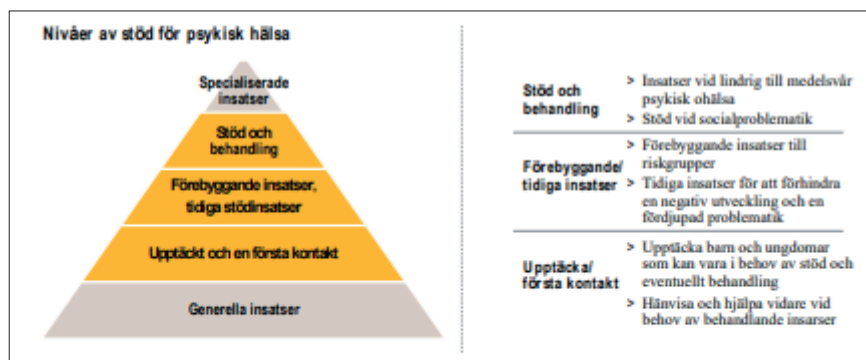 Nivåer av stöd för psykisk hälsa
Specialiserade
insatser
Stöd och
behandling
Förebyggande insatser,
tidiga stödinsatser
Upptäckt och en första kontakt
Generella insatser
Stöd och
behandling
> Insatser vid lindrig till medelsvår
psykisk ohälsa
> Stöd vid socialproblematik
Förebyggande/
tidiga insatser
> Förebyggande insatser till
riskgrupper
> Tidiga insatser för att förhindra
en negativ utveckling och en
fördjupad problematik
Upptäcka/
första kontakt
> Upptäcka barn och ungdomar
som kan vara i behov av stöd och
eventuellt behandling
> Hänvisa och hjälpa vidare vid
behov av behandlande insarser